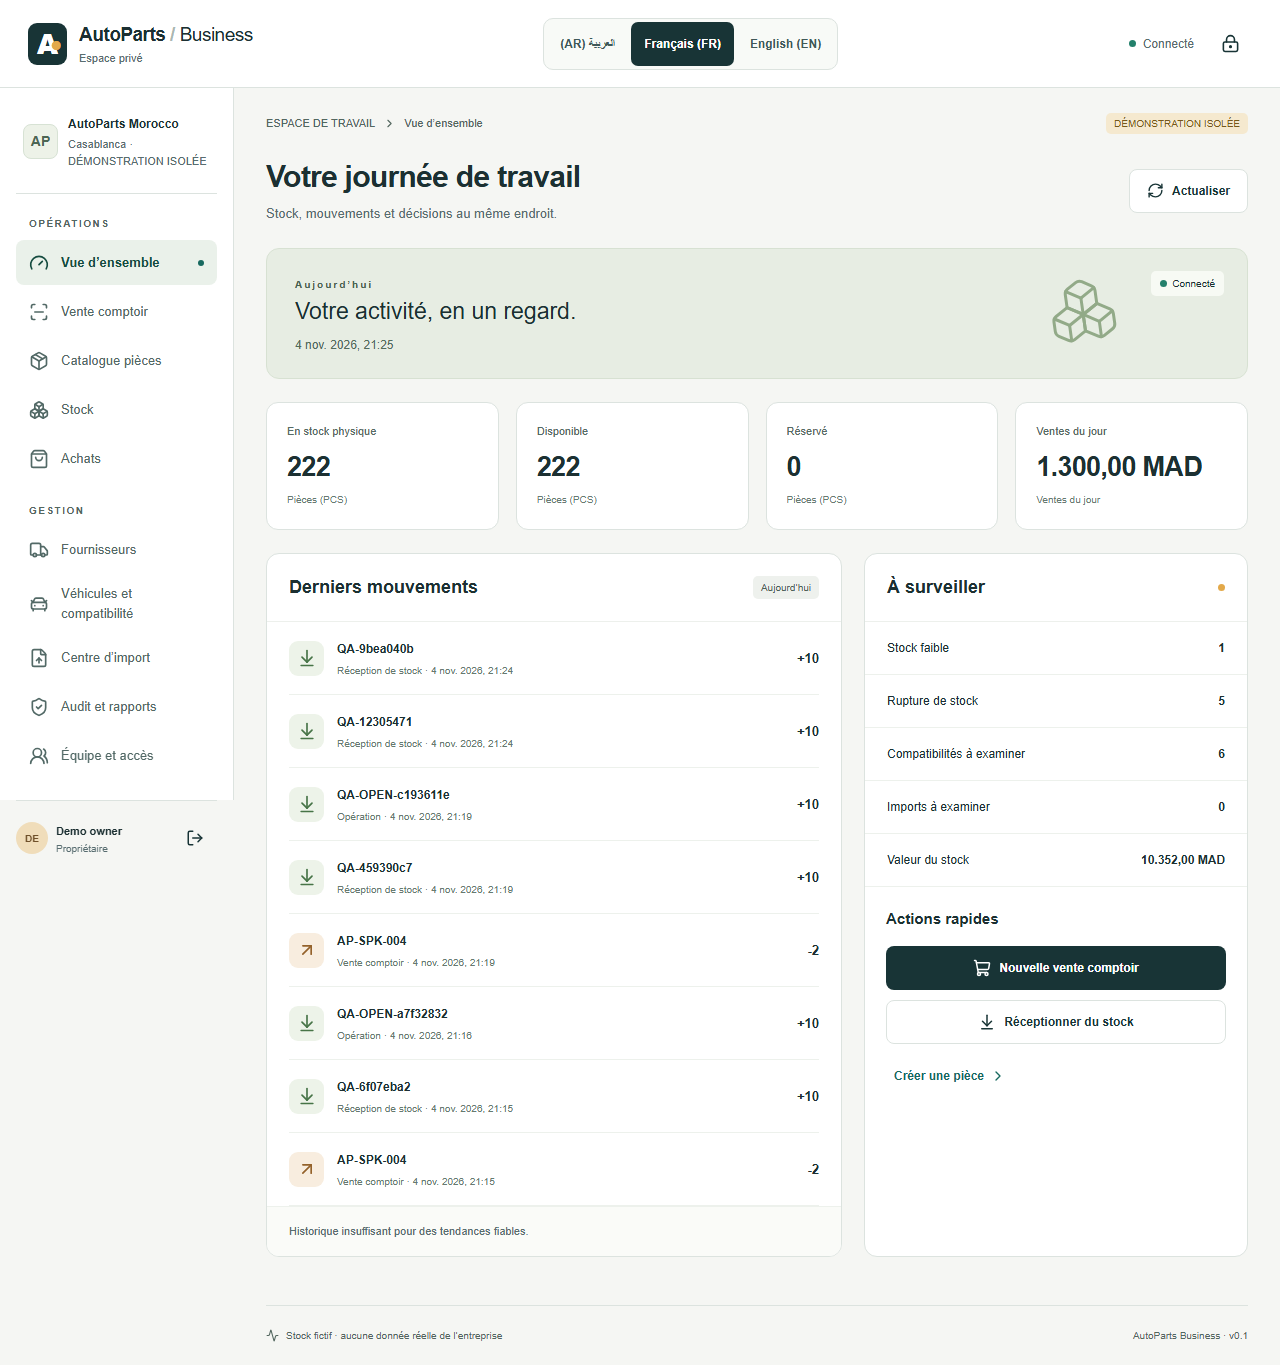 AutoParts / Business
Espace privé
العربية (AR)
Français (FR)
English (EN)
Connecté
AP
AutoParts Morocco
Casablanca ·
DÉMONSTRATION ISOLÉE
OPÉRATIONS
Vue d’ensemble
Vente comptoir
Catalogue pièces
Stock
Achats
GESTION
Fournisseurs
Véhicules et
compatibilité
Centre d’import
Audit et rapports
Équipe et accès
DE
Demo owner
Propriétaire
ESPACE DE TRAVAIL > Vue d’ensemble
DÉMONSTRATION ISOLÉE
Votre journée de travail
Stock, mouvements et décisions au même endroit.
Actualiser
Aujourd’hui
Votre activité, en un regard.
4 nov. 2026, 21:25
Connecté
En stock physique
222
Pièces (PCS)
Disponible
222
Pièces (PCS)
Réservé
0
Pièces (PCS)
Ventes du jour
1.300,00 MAD
Ventes du jour
Derniers mouvements
Aujourd’hui
QA-9bea040b
Réception de stock · 4 nov. 2026, 21:24
+10
QA-12305471
Réception de stock · 4 nov. 2026, 21:24
+10
QA-OPEN-c193611e
Opération · 4 nov. 2026, 21:19
+10
QA-459390c7
Réception de stock · 4 nov. 2026, 21:19
+10
AP-SPK-004
Vente comptoir · 4 nov. 2026, 21:19
-2
QA-OPEN-a7f32832
Opération · 4 nov. 2026, 21:16
+10
QA-6f07eba2
Réception de stock · 4 nov. 2026, 21:15
+10
AP-SPK-004
Vente comptoir · 4 nov. 2026, 21:15
-2
Historique insuffisant pour des tendances fiables.
À surveiller
Stock faible 1
Rupture de stock 5
Compatibilités à examiner 6
Imports à examiner 0
Valeur du stock 10.352,00 MAD
Actions rapides
Nouvelle vente comptoir
Réceptionner du stock
Créer une pièce
Stock fictif · aucune donnée réelle de l’entreprise
AutoParts Business · v0.1